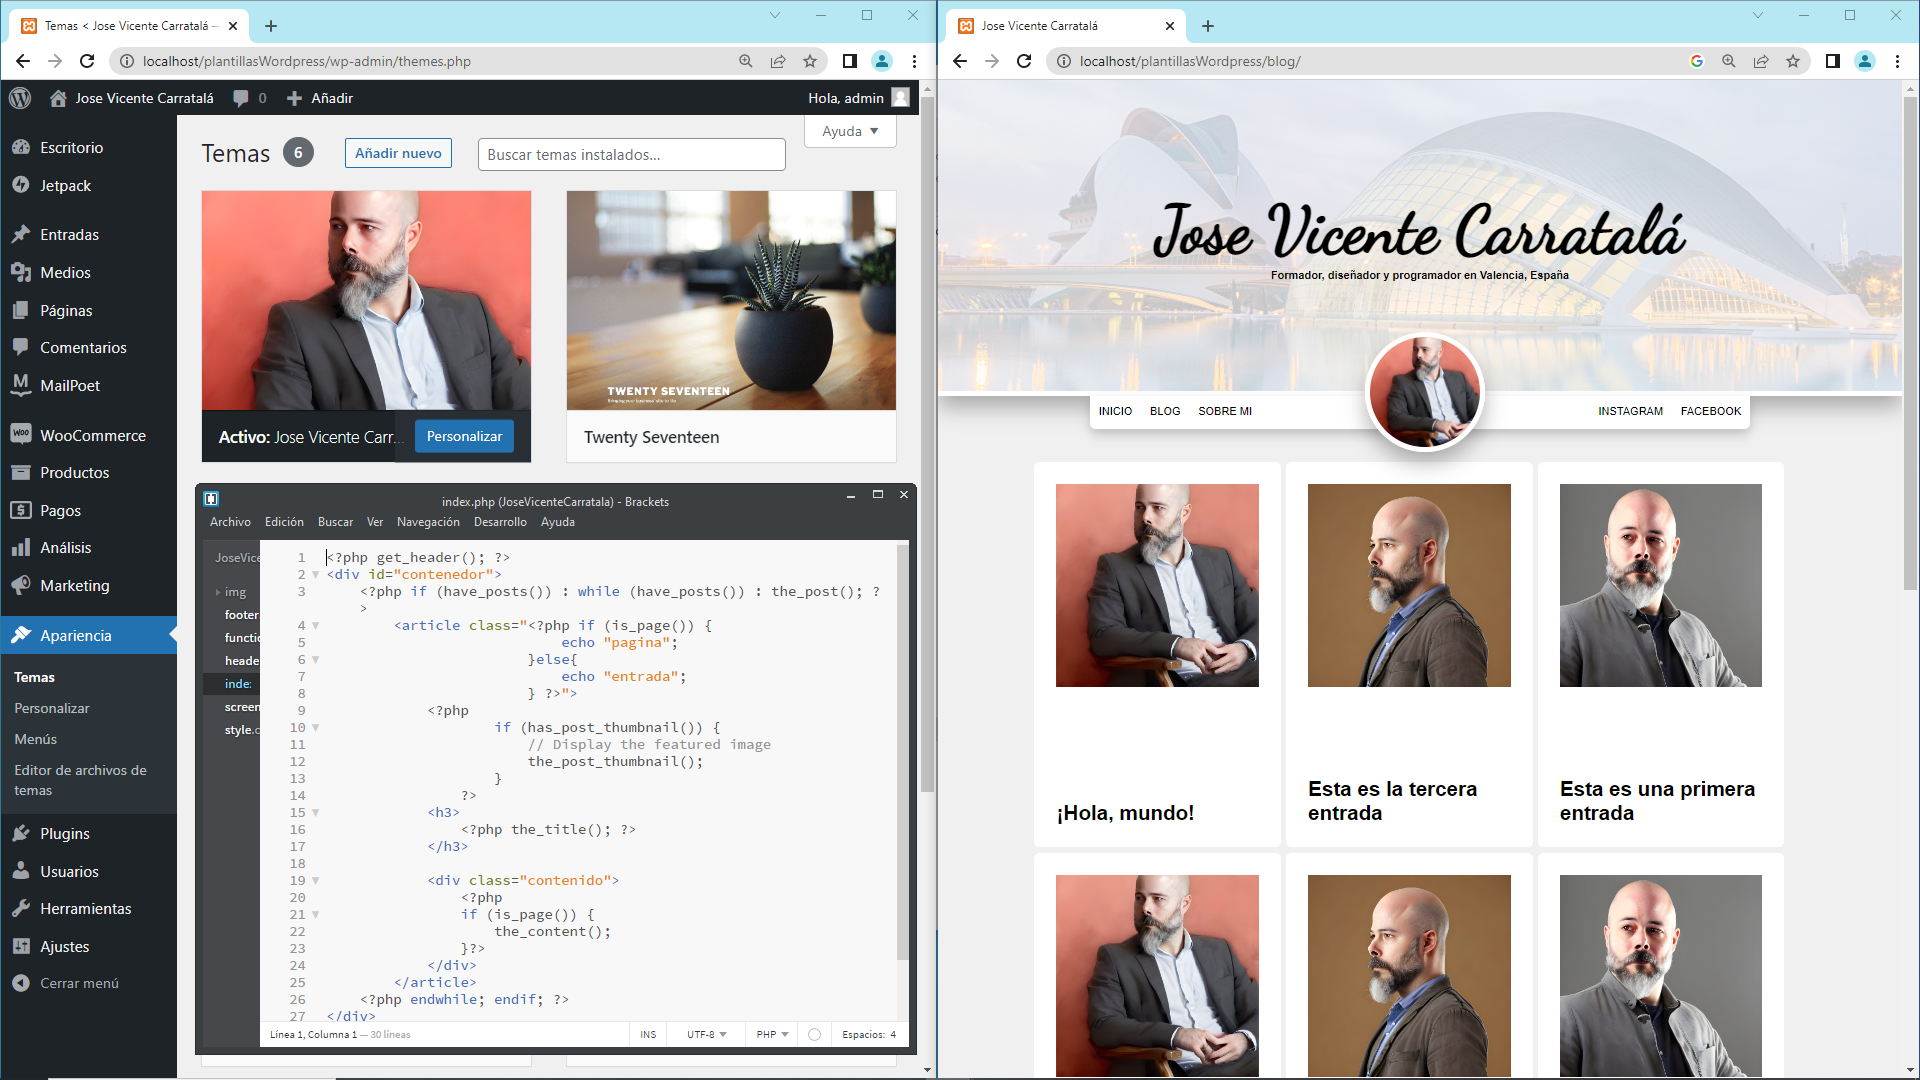 Temas < Jose Vicente Carratalá —
localhost/plantillasWordpress/wp-admin/themes.php
Jose Vicente Carratalá
0
Añadir
Hola, admin
Escritorio
Jetpack
Entradas
Medios
Páginas
Comentarios
MailPoet
WooCommerce
Productos
Pagos
Análisis
Marketing
Apariencia
Temas
Personalizar
Menús
Editor de archivos de
temas
Plugins
Usuarios
Herramientas
Ajustes
Cerrar menú
Ayuda
Temas
6
Añadir nuevo
Buscar temas instalados...
Activo: Jose Vicente Carr...
Personalizar
TWENTY SEVENTEEN
Twenty Seventeen
index.php (JoseVicenteCarratala) - Brackets
Archivo Edición Buscar Ver Navegación Desarrollo Ayuda
JoseVice
img
footer
functio
heade
inde:
screen
style.c
1 <?php get_header(); ?>
2 <div id="contenedor">
3 <?php if (have_posts()) : while (have_posts()) : the_post(); ?
>
4 <article class="<?php if (is_page()) {
5 echo "pagina";
6 }else{
7 echo "entrada";
8 } ?>">
9 <?php
10 if (has_post_thumbnail()) {
11 // Display the featured image
12 the_post_thumbnail();
13 }
14 ?>
15 <h3>
16 <?php the_title(); ?>
17 </h3>
18
19 <div class="contenido">
20 <?php
21 if (is_page()) {
22 the_content();
23 }?>
24 </div>
25 </article>
26 <?php endwhile; endif; ?>
27 </div>
Línea 1, Columna 1 — 30 líneas
INS
UTF-8
PHP
Espacios: 4
Jose Vicente Carratalá
localhost/plantillasWordpress/blog/
Jose Vicente Carratalá
Formador, diseñador y programador en Valencia, España
INICIO BLOG SOBRE MI
INSTAGRAM FACEBOOK
¡Hola, mundo!
Esta es la tercera
entrada
Esta es una primera
entrada